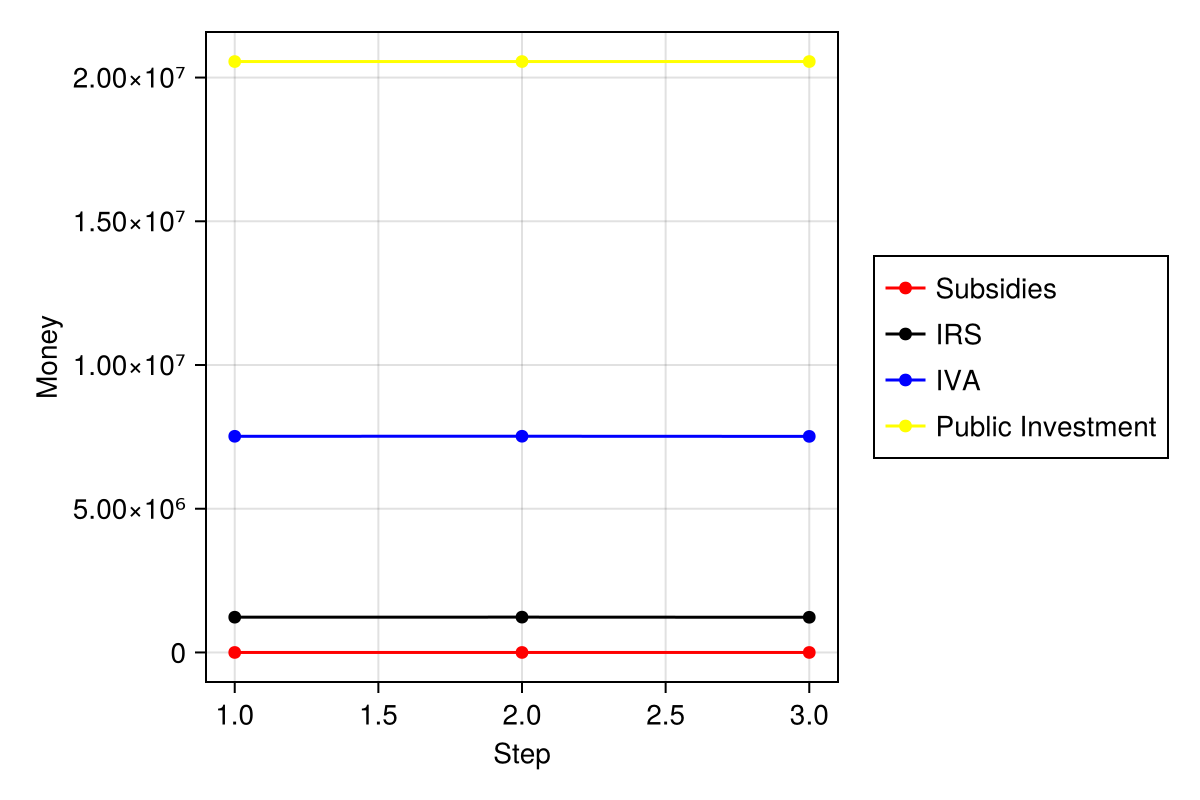 2.00×10⁷
1.50×10⁷
1.00×10⁷
5.00×10⁶
0
Money
1.0 1.5 2.0 2.5 3.0
Step
Subsidies
IRS
IVA
Public Investment